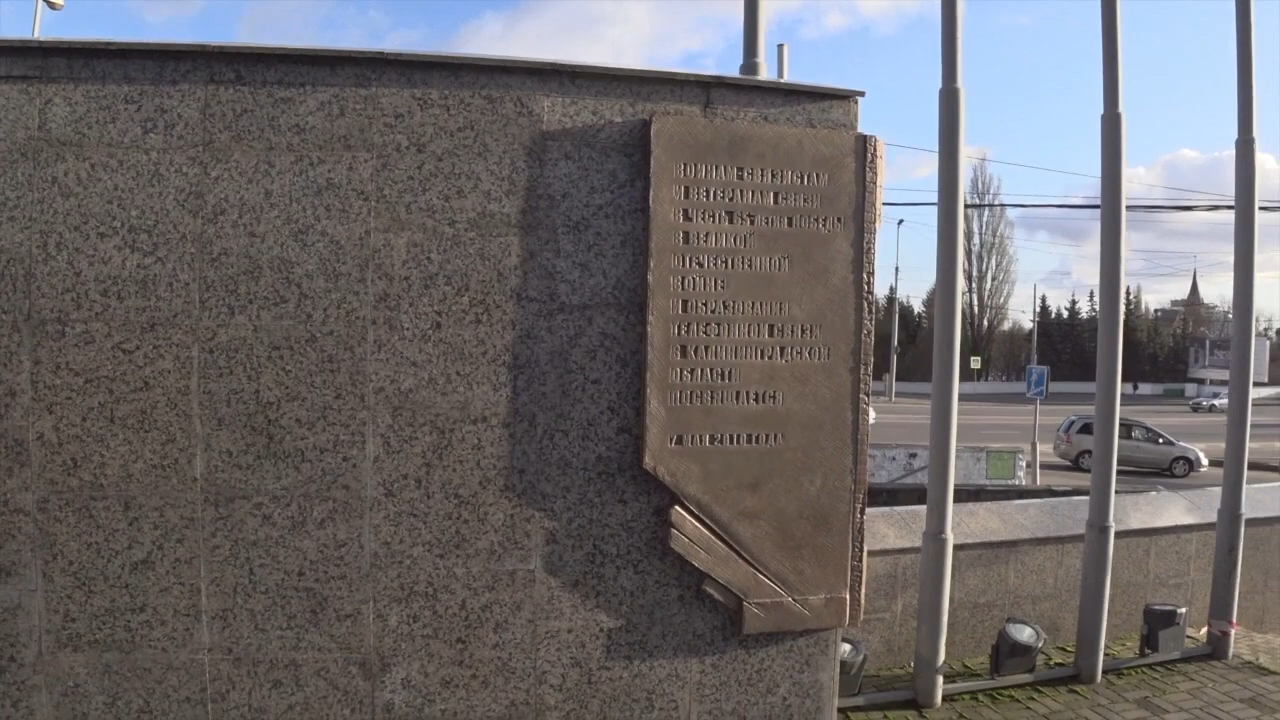 ВОИНАМ-СВЯЗИСТАМ
И ВЕТЕРАНАМ СВЯЗИ
В ЧЕСТЬ 65-ЛЕТИЯ ПОБЕДЫ
В ВЕЛИКОЙ
ОТЕЧЕСТВЕННОЙ
ВОЙНЕ
И ОБРАЗОВАНИЯ
ТЕЛЕФОННОЙ СВЯЗИ
В КАЛИНИНГРАДСКОЙ
ОБЛАСТИ
ПОСВЯЩАЕТСЯ
7 МАЯ 2010 ГОДА